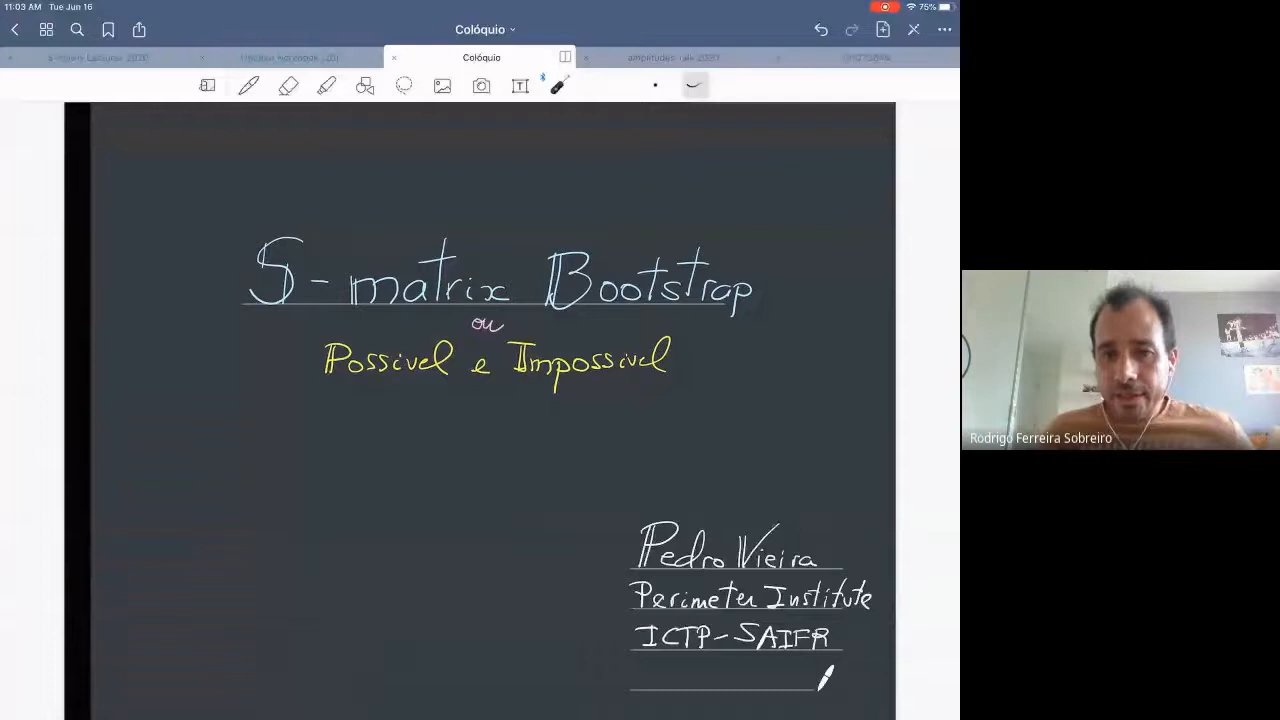 11:03 AM Tue Jun 16
75%
Colóquio
Colóquio
S-matrix Bootstrap
ou
Possível e Impossível
Pedro Vieira
Perimeter Institute
ICTP-SAIFR
Rodrigo Ferreira Sobreiro